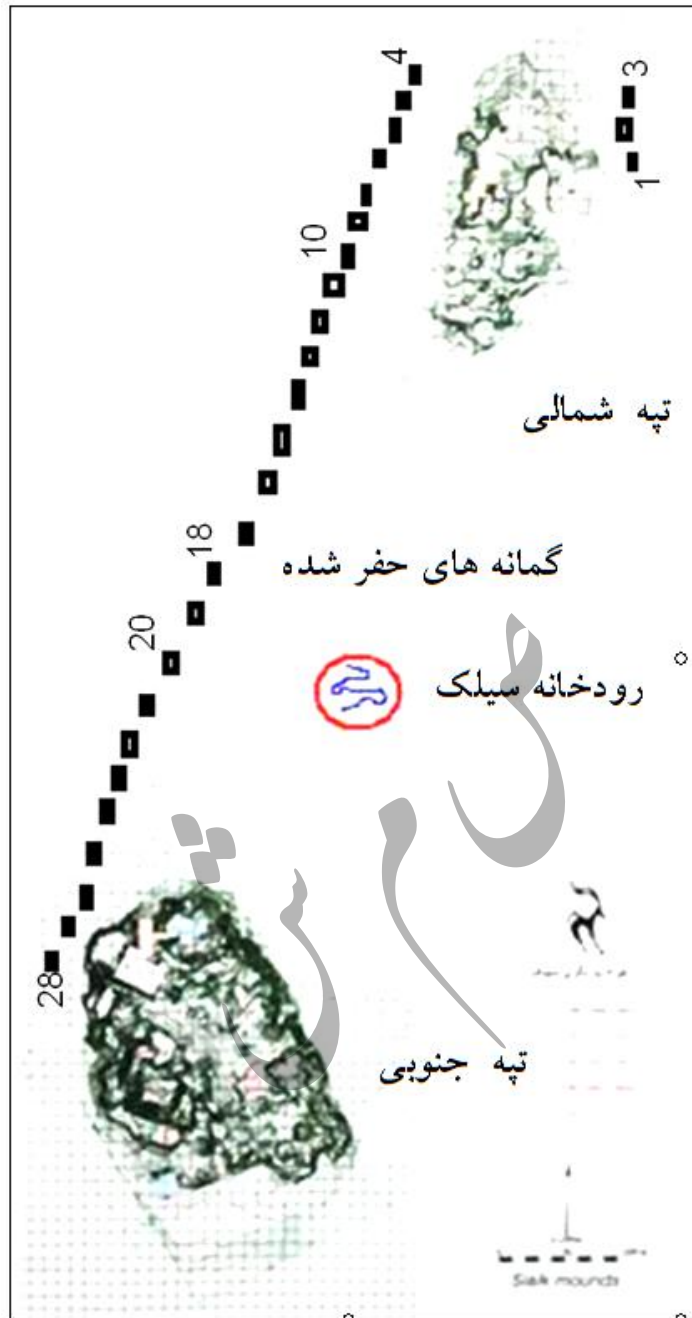 4
3
1
10
تپه شمالی
18
گمانه های حفر شده
20
رودخانه سیلک
28
تپه جنوبی
Sialk mounds